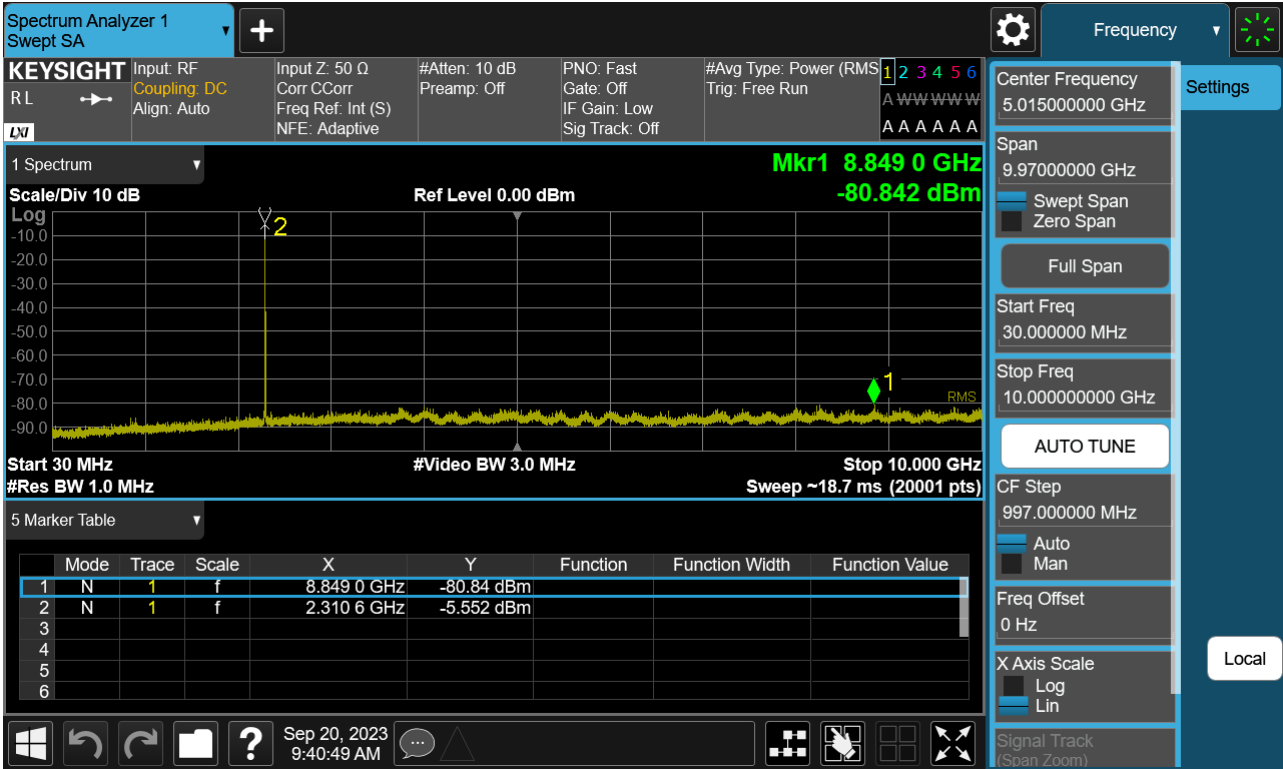 Spectrum Analyzer 1
Swept SA
Frequency
KEYSIGHT
R L
LXI
Input: RF
Coupling: DC
Align: Auto
Input Z: 50 Ω
Corr CCorr
Freq Ref: Int (S)
NFE: Adaptive
#Atten: 10 dB
Preamp: Off
PNO: Fast
Gate: Off
IF Gain: Low
Sig Track: Off
#Avg Type: Power (RMS
Trig: Free Run
1 2 3 4 5 6
A W W W W W
A A A A A A
1 Spectrum
Mkr1 8.849 0 GHz
-80.842 dBm
Scale/Div 10 dB
Ref Level 0.00 dBm
Log
-10.0
-20.0
-30.0
-40.0
-50.0
-60.0
-70.0
-80.0
-90.0
2
1
RMS
Start 30 MHz
#Video BW 3.0 MHz
Stop 10.000 GHz
#Res BW 1.0 MHz
Sweep ~18.7 ms (20001 pts)
5 Marker Table
Mode Trace Scale X Y Function Function Width Function Value
1 N 1 f 8.849 0 GHz -80.84 dBm
2 N 1 f 2.310 6 GHz -5.552 dBm
3
4
5
6
Sep 20, 2023
9:40:49 AM
Center Frequency
5.015000000 GHz
Span
9.97000000 GHz
Swept Span
Zero Span
Full Span
Start Freq
30.000000 MHz
Stop Freq
10.000000000 GHz
AUTO TUNE
CF Step
997.000000 MHz
Auto
Man
Freq Offset
0 Hz
X Axis Scale
Log
Lin
Signal Track
(Span Zoom)
Settings
Local